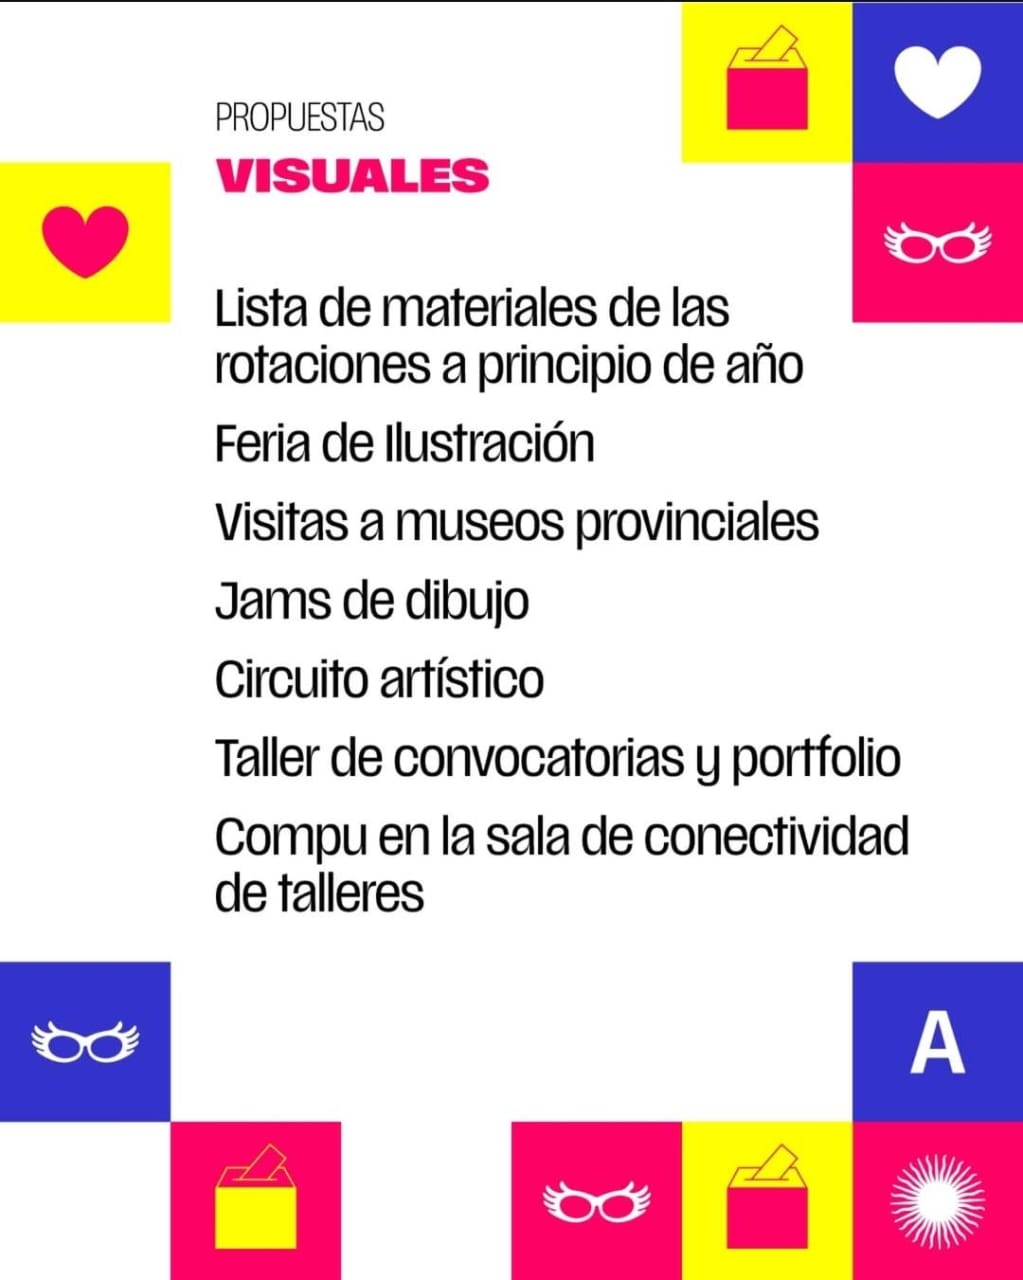 PROPUESTAS
VISUALES
Lista de materiales de las
rotaciones a principio de año
Feria de Ilustración
Visitas a museos provinciales
Jams de dibujo
Circuito artístico
Taller de convocatorias y portfolio
Compu en la sala de conectividad
de talleres
A